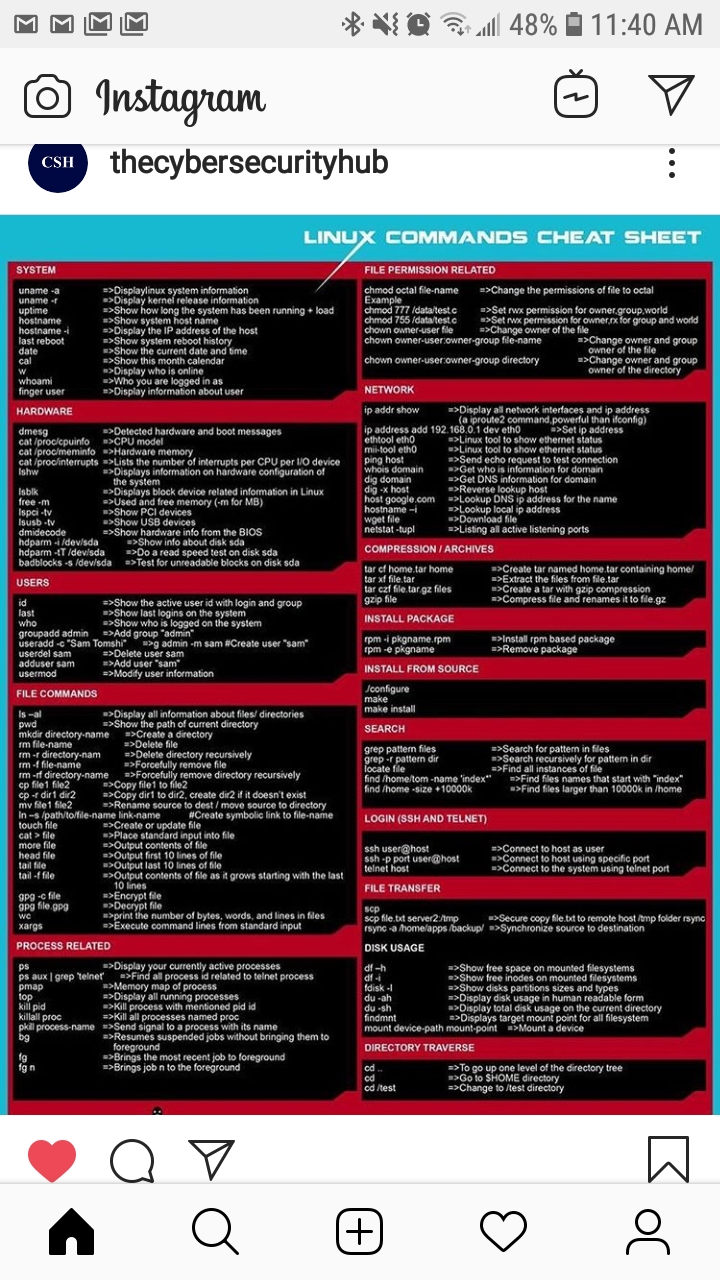 48% 11:40 AM
Instagram
CSH thecybersecurityhub
LINUX COMMANDS CHEAT SHEET
SYSTEM
uname -a =>Displaylinux system information
uname -r =>Display kernel release information
uptime =>Show how long the system has been running + load
hostname =>Show system host name
hostname -i =>Display the IP address of the host
last reboot =>Show system reboot history
date =>Show the current date and time
cal =>Show this month calendar
w =>Display who is online
whoami =>Who you are logged in as
finger user =>Display information about user
HARDWARE
dmesg =>Detected hardware and boot messages
cat /proc/cpuinfo =>CPU model
cat /proc/meminfo =>Hardware memory
cat /proc/interrupts =>Lists the number of interrupts per CPU per I/O device
lshw =>Displays information on hardware configuration of
the system
lsblk =>Displays block device related information in Linux
free -m =>Used and free memory (-m for MB)
lspci -tv =>Show PCI devices
lsusb -tv =>Show USB devices
dmidecode =>Show hardware info from the BIOS
hdparm -i /dev/sda =>Show info about disk sda
hdparm -tT /dev/sda =>Do a read speed test on disk sda
badblocks -s /dev/sda =>Test for unreadable blocks on disk sda
USERS
id =>Show the active user id with login and group
last =>Show last logins on the system
who =>Show who is logged on the system
groupadd admin =>Add group "admin"
useradd -c "Sam Tomshi" =>g admin -m sam #Create user "sam"
userdel sam =>Delete user sam
adduser sam =>Add user "sam"
usermod =>Modify user information
FILE COMMANDS
ls –al =>Display all information about files/ directories
pwd =>Show the path of current directory
mkdir directory-name =>Create a directory
rm file-name =>Delete file
rm -r directory-nam =>Delete directory recursively
rm -f file-name =>Forcefully remove file
rm -rf directory-name =>Forcefully remove directory recursively
cp file1 file2 =>Copy file1 to file2
cp -r dir1 dir2 =>Copy dir1 to dir2, create dir2 if it doesn't exist
mv file1 file2 =>Rename source to dest / move source to directory
ln –s /path/to/file-name link-name #Create symbolic link to file-name
touch file =>Create or update file
cat > file =>Place standard input into file
more file =>Output contents of file
head file =>Output first 10 lines of file
tail file =>Output last 10 lines of file
tail -f file =>Output contents of file as it grows starting with the last
10 lines
gpg -c file =>Encrypt file
gpg file.gpg =>Decrypt file
wc =>print the number of bytes, words, and lines in files
xargs =>Execute command lines from standard input
PROCESS RELATED
ps =>Display your currently active processes
ps aux | grep 'telnet' =>Find all process id related to telnet process
pmap =>Memory map of process
top =>Display all running processes
kill pid =>Kill process with mentioned pid id
killall proc =>Kill all processes named proc
pkill process-name =>Send signal to a process with its name
bg =>Resumes suspended jobs without bringing them to
foreground
fg =>Brings the most recent job to foreground
fg n =>Brings job n to the foreground
FILE PERMISSION RELATED
chmod octal file-name =>Change the permissions of file to octal
Example
chmod 777 /data/test.c =>Set rwx permission for owner,group,world
chmod 755 /data/test.c =>Set rwx permission for owner,rx for group and world
chown owner-user file =>Change owner of the file
chown owner-user:owner-group file-name =>Change owner and group
owner of the file
chown owner-user:owner-group directory =>Change owner and group
owner of the directory
NETWORK
ip addr show =>Display all network interfaces and ip address
(a iproute2 command,powerful than ifconfig)
ip address add 192.168.0.1 dev eth0 =>Set ip address
ethtool eth0 =>Linux tool to show ethernet status
mii-tool eth0 =>Linux tool to show ethernet status
ping host =>Send echo request to test connection
whois domain =>Get who is information for domain
dig domain =>Get DNS information for domain
dig -x host =>Reverse lookup host
host google.com =>Lookup DNS ip address for the name
hostname –i =>Lookup local ip address
wget file =>Download file
netstat -tupl =>Listing all active listening ports
COMPRESSION / ARCHIVES
tar cf home.tar home =>Create tar named home.tar containing home/
tar xf file.tar =>Extract the files from file.tar
tar czf file.tar.gz files =>Create a tar with gzip compression
gzip file =>Compress file and renames it to file.gz
INSTALL PACKAGE
rpm -i pkgname.rpm =>Install rpm based package
rpm -e pkgname =>Remove package
INSTALL FROM SOURCE
./configure
make
make install
SEARCH
grep pattern files =>Search for pattern in files
grep -r pattern dir =>Search recursively for pattern in dir
locate file =>Find all instances of file
find /home/tom -name 'index*' =>Find files names that start with "index"
find /home -size +10000k =>Find files larger than 10000k in /home
LOGIN (SSH AND TELNET)
ssh user@host =>Connect to host as user
ssh -p port user@host =>Connect to host using specific port
telnet host =>Connect to the system using telnet port
FILE TRANSFER
scp
scp file.txt server2:/tmp =>Secure copy file.txt to remote host /tmp folder rsync
rsync -a /home/apps /backup/ =>Synchronize source to destination
DISK USAGE
df –h =>Show free space on mounted filesystems
df -i =>Show free inodes on mounted filesystems
fdisk -l =>Show disks partitions sizes and types
du -ah =>Display disk usage in human readable form
du -sh =>Display total disk usage on the current directory
findmnt =>Displays target mount point for all filesystem
mount device-path mount-point =>Mount a device
DIRECTORY TRAVERSE
cd .. =>To go up one level of the directory tree
cd =>Go to $HOME directory
cd /test =>Change to /test directory